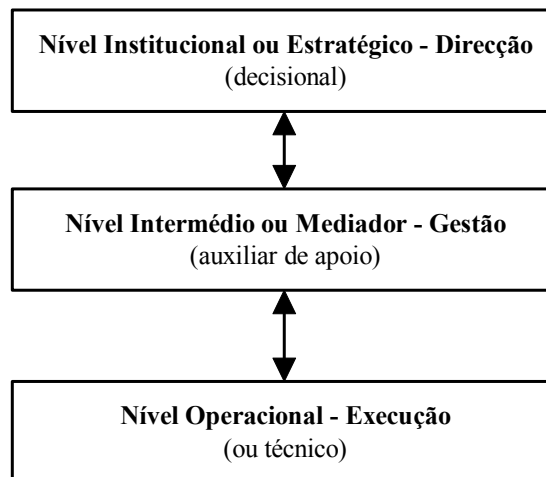 Nível Institucional ou Estratégico - Direcção
(decisional)
Nível Intermédio ou Mediador - Gestão
(auxiliar de apoio)
Nível Operacional - Execução
(ou técnico)